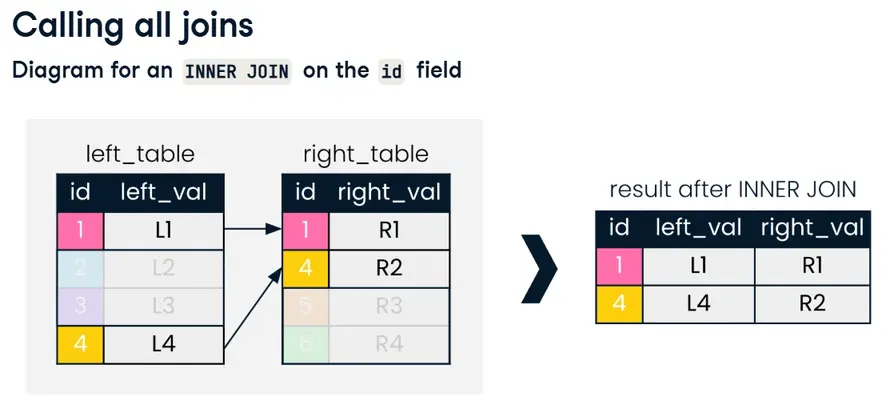 Calling all joins
Diagram for an INNER JOIN on the id field
left_table
id left_val
1 L1
2 L2
3 L3
4 L4
right_table
id right_val
1 R1
4 R2
5 R3
6 R4
result after INNER JOIN
id left_val right_val
1 L1 R1
4 L4 R2